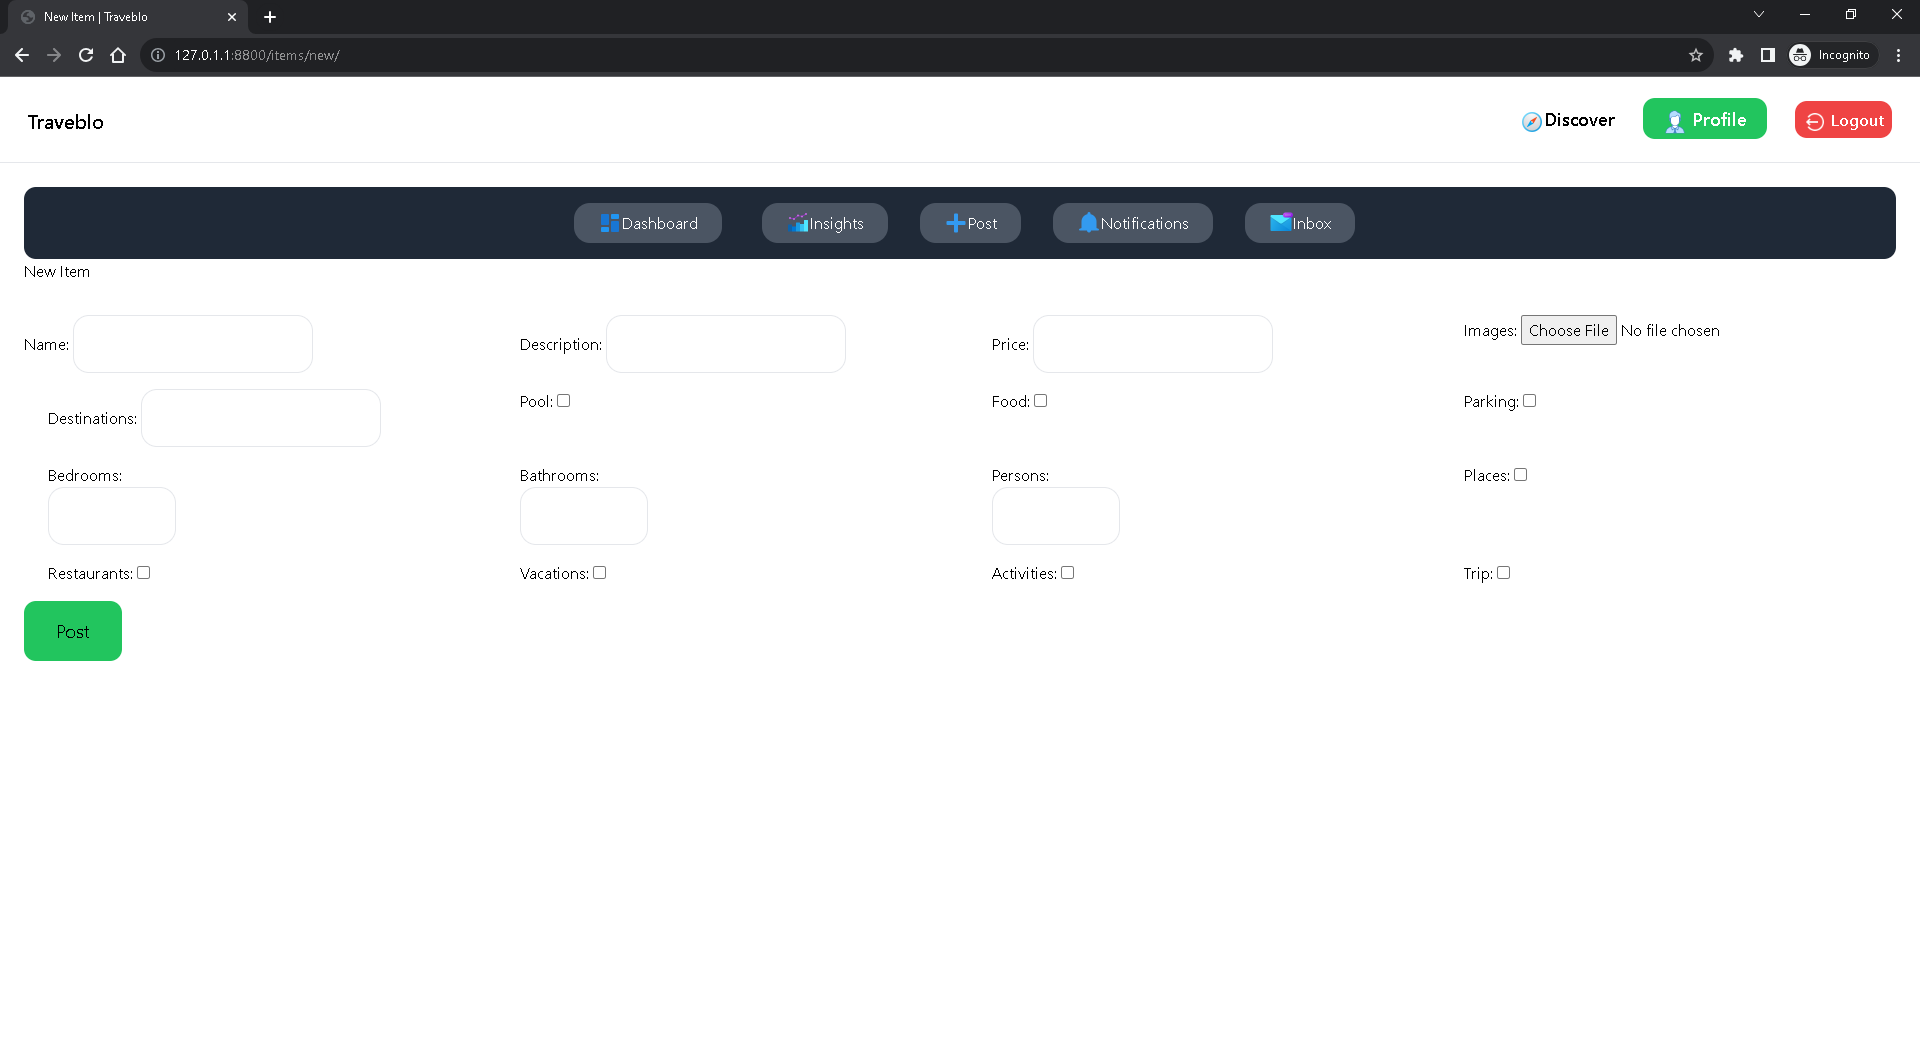 New Item | Traveblo
127.0.1.1:8800/items/new/
Incognito
Traveblo
Discover
Profile
Logout
Dashboard
Insights
Post
Notifications
Inbox
New Item
Name:
Description:
Price:
Images: Choose File No file chosen
Destinations:
Pool:
Food:
Parking:
Bedrooms:
Bathrooms:
Persons:
Places:
Restaurants:
Vacations:
Activities:
Trip:
Post